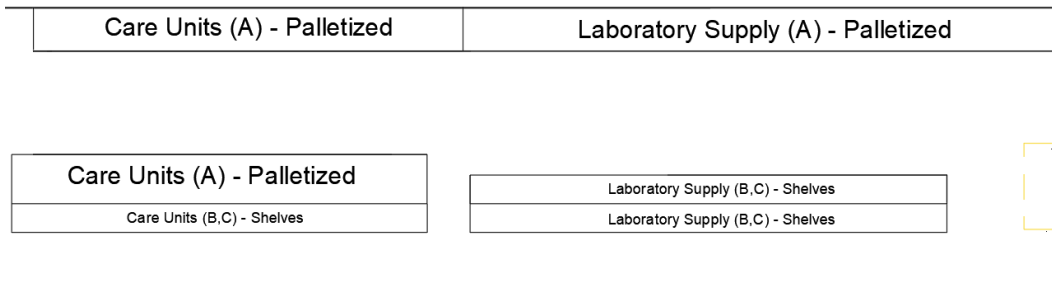 Care Units (A) - Palletized
Laboratory Supply (A) - Palletized
Care Units (A) - Palletized
Care Units (B,C) - Shelves
Laboratory Supply (B,C) - Shelves
Laboratory Supply (B,C) - Shelves